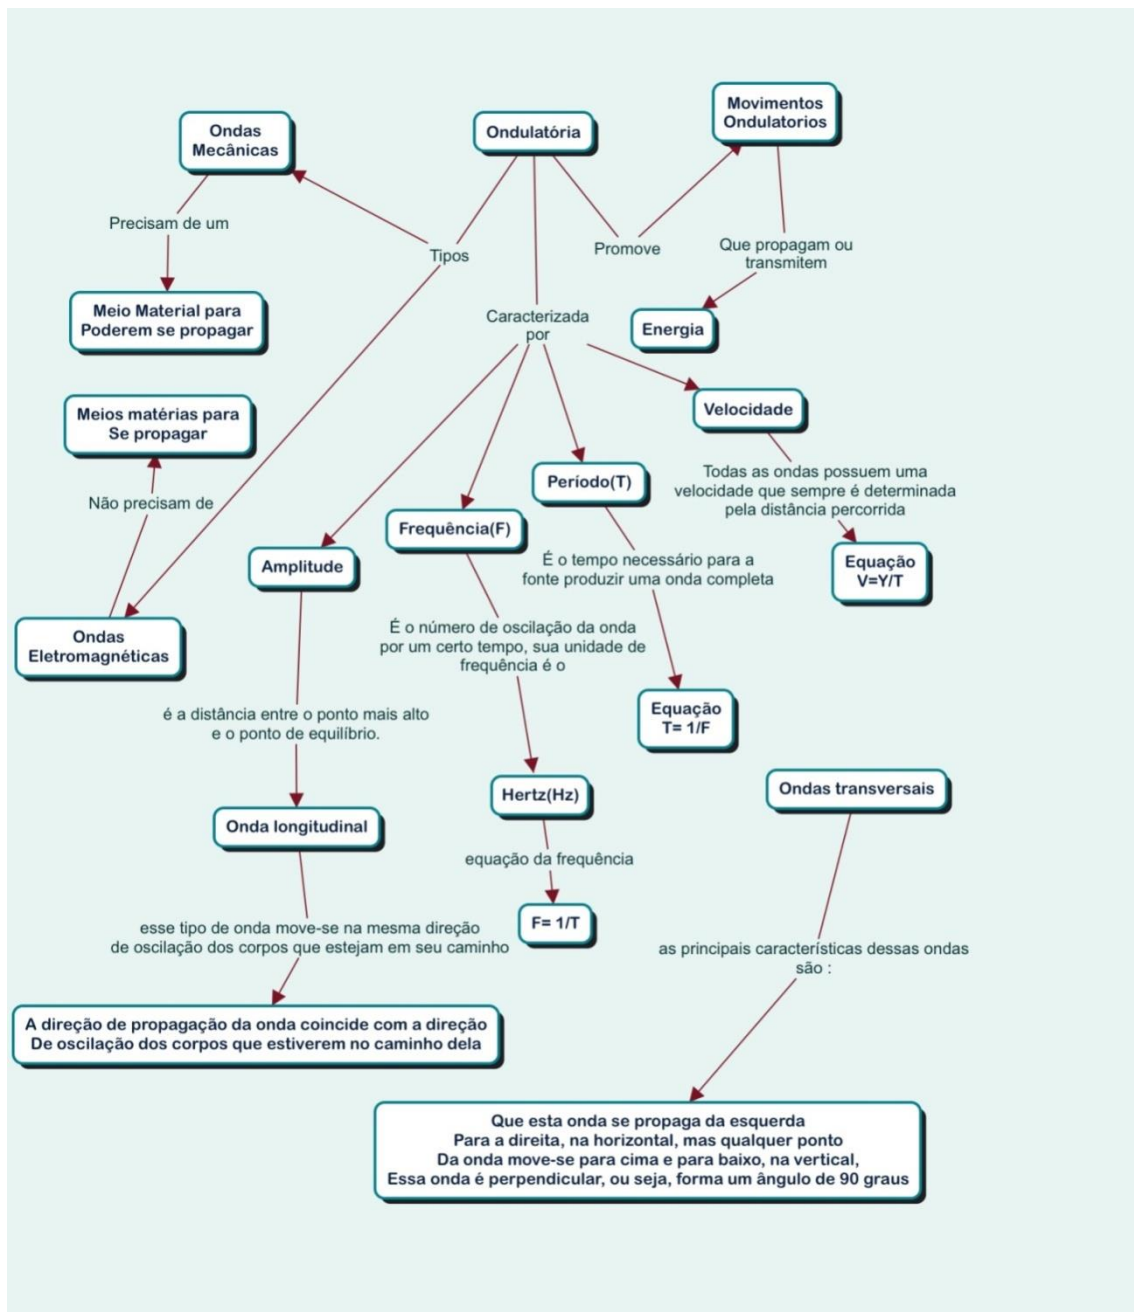 Ondas
Mecânicas
Ondulatória
Movimentos
Ondulatorios
Precisam de um
Tipos
Promove
Que propagam ou
transmitem
Meio Material para
Poderem se propagar
Caracterizada
por
Energia
Meios matérias para
Se propagar
Velocidade
Não precisam de
Todas as ondas possuem uma
velocidade que sempre é determinada
pela distância percorrida
Período(T)
Frequência(F)
Amplitude
É o tempo necessário para a
fonte produzir uma onda completa
Equação
V=Y/T
Ondas
Eletromagnéticas
É o número de oscilação da onda
por um certo tempo, sua unidade de
frequência é o
é a distância entre o ponto mais alto
e o ponto de equilíbrio.
Equação
T= 1/F
Hertz(Hz)
Ondas transversais
Onda longitudinal
equação da frequência
F= 1/T
esse tipo de onda move-se na mesma direção
de oscilação dos corpos que estejam em seu caminho
as principais características dessas ondas
são :
A direção de propagação da onda coincide com a direção
De oscilação dos corpos que estiverem no caminho dela
Que esta onda se propaga da esquerda
Para a direita, na horizontal, mas qualquer ponto
Da onda move-se para cima e para baixo, na vertical,
Essa onda é perpendicular, ou seja, forma um ângulo de 90 graus